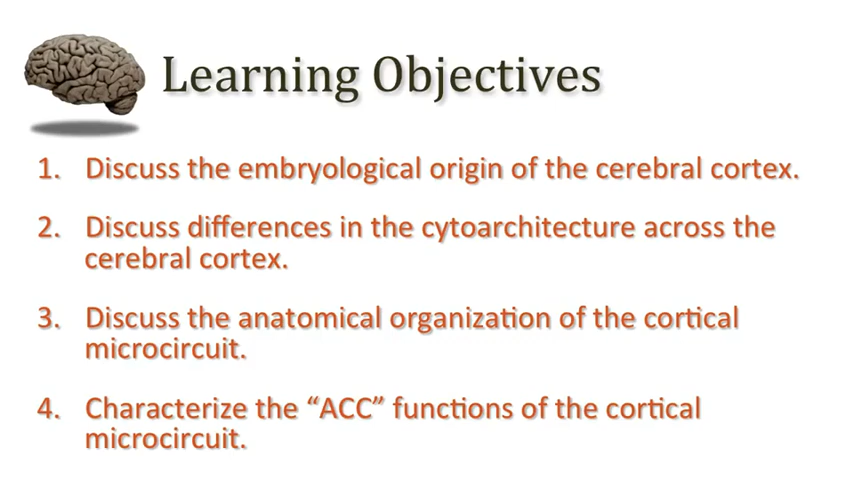 Learning Objectives
1. Discuss the embryological origin of the cerebral cortex.
2. Discuss differences in the cytoarchitecture across the
cerebral cortex.
3. Discuss the anatomical organization of the cortical
microcircuit.
4. Characterize the “ACC” functions of the cortical
microcircuit.